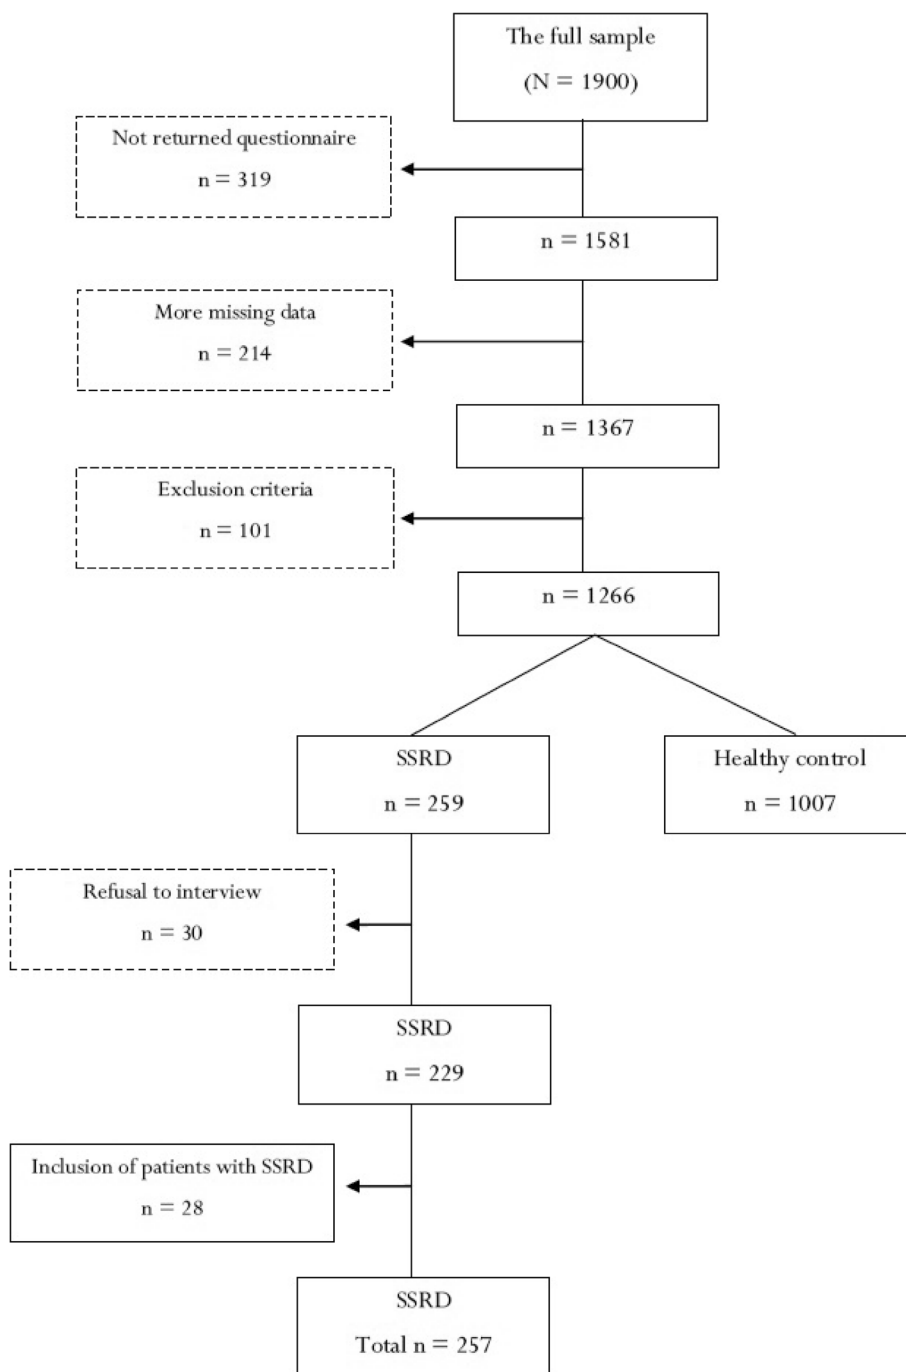 The full sample
(N = 1900)
Not returned questionnaire
n = 319
n = 1581
More missing data
n = 214
n = 1367
Exclusion criteria
n = 101
n = 1266
SSRD
n = 259
Healthy control
n = 1007
Refusal to interview
n = 30
SSRD
n = 229
Inclusion of patients with SSRD
n = 28
SSRD
Total n = 257